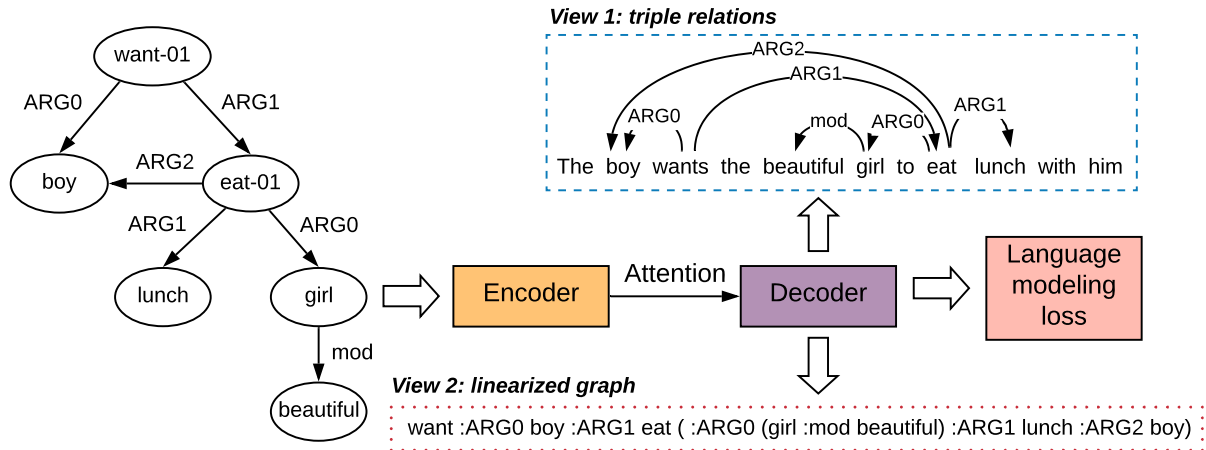 want-01
ARG0
ARG1
boy
ARG2
eat-01
ARG1
ARG0
lunch
girl
mod
beautiful
View 1: triple relations
ARG2
ARG1
ARG0
mod
ARG0
ARG1
The boy wants the beautiful girl to eat lunch with him
Encoder
Attention
Decoder
Language
modeling
loss
View 2: linearized graph
want :ARG0 boy :ARG1 eat ( :ARG0 (girl :mod beautiful) :ARG1 lunch :ARG2 boy)